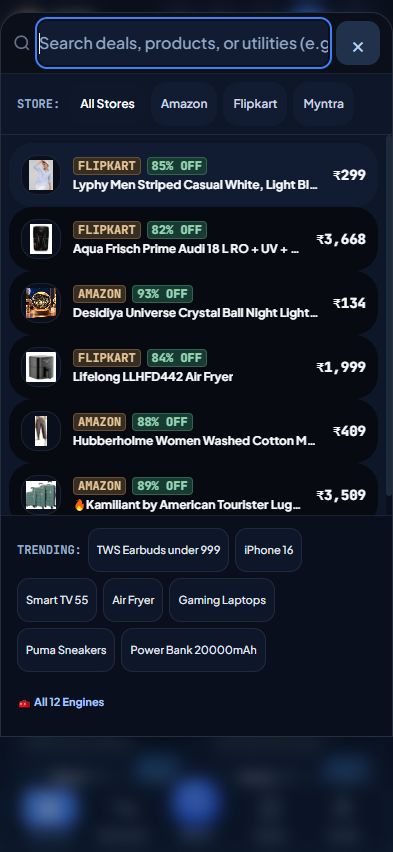 Search deals, products, or utilities (e.g
×
STORE: All Stores Amazon Flipkart Myntra
FLIPKART 85% OFF
Lyphy Men Striped Casual White, Light Bl...
₹299
FLIPKART 82% OFF
Aqua Frisch Prime Audi 18 L RO + UV + ...
₹3,668
AMAZON 93% OFF
Desidiya Universe Crystal Ball Night Light...
₹134
FLIPKART 84% OFF
Lifelong LLHFD442 Air Fryer
₹1,999
AMAZON 88% OFF
Hubberholme Women Washed Cotton M...
₹409
AMAZON 89% OFF
🔥Kamiliant by American Tourister Lug...
₹3,509
TRENDING: TWS Earbuds under 999 iPhone 16
Smart TV 55 Air Fryer Gaming Laptops
Puma Sneakers Power Bank 20000mAh
All 12 Engines